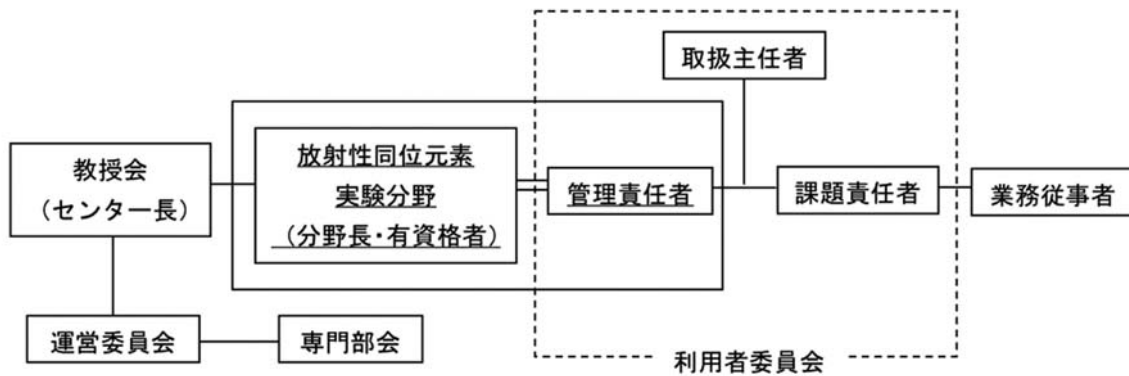 取扱主任者
教授会
（センター長）
放射性同位元素
実験分野
（分野長・有資格者）
管理責任者
課題責任者
業務従事者
運営委員会
専門部会
利用者委員会